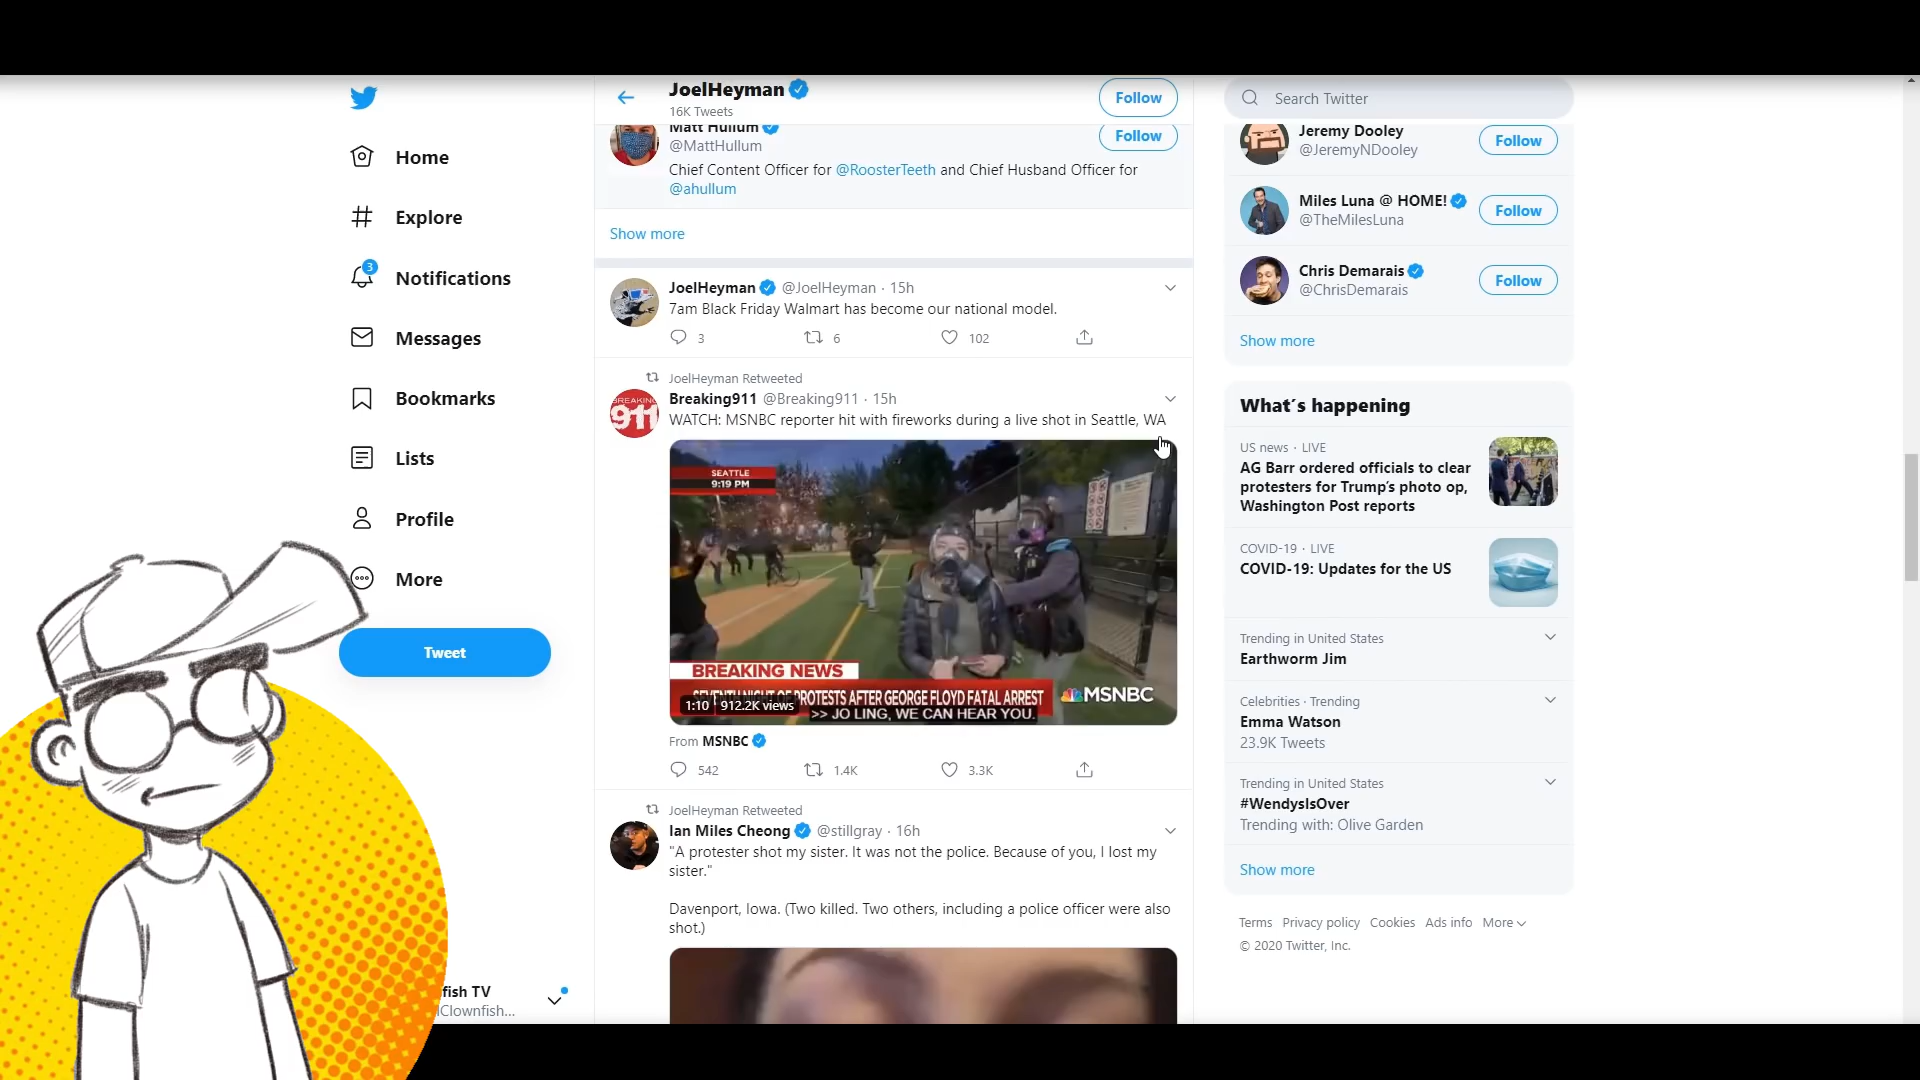 Home
Explore
3
Notifications
Messages
Bookmarks
Lists
Profile
More
Tweet
fish TV
lClownfish...
JoelHeyman
16K Tweets
Follow
Matt Hullum
@MattHullum
Follow
Chief Content Officer for @RoosterTeeth and Chief Husband Officer for
@ahullum
Show more
JoelHeyman @JoelHeyman · 15h
7am Black Friday Walmart has become our national model.
3 6 102
JoelHeyman Retweeted
Breaking911 @Breaking911 · 15h
WATCH: MSNBC reporter hit with fireworks during a live shot in Seattle, WA
BREAKING
911
SEATTLE
9:19 PM
BREAKING NEWS
SEVENTH NIGHT OF PROTESTS AFTER GEORGE FLOYD FATAL ARREST
MSNBC
1:10 912.2K views
>> JO LING, WE CAN HEAR YOU.
From MSNBC
542 1.4K 3.3K
JoelHeyman Retweeted
Ian Miles Cheong @stillgray · 16h
"A protester shot my sister. It was not the police. Because of you, I lost my
sister."
Davenport, Iowa. (Two killed. Two others, including a police officer were also
shot.)
Search Twitter
Jeremy Dooley
@JeremyNDooley
Follow
Miles Luna @ HOME!
@TheMilesLuna
Follow
Chris Demarais
@ChrisDemarais
Follow
Show more
What's happening
US news · LIVE
AG Barr ordered officials to clear
protesters for Trump's photo op,
Washington Post reports
COVID-19 · LIVE
COVID-19: Updates for the US
Trending in United States
Earthworm Jim
Celebrities · Trending
Emma Watson
23.9K Tweets
Trending in United States
#WendysIsOver
Trending with: Olive Garden
Show more
Terms Privacy policy Cookies Ads info More
© 2020 Twitter, Inc.